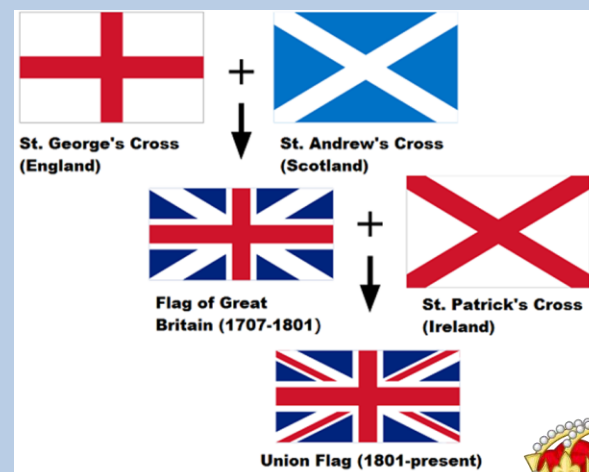 St. George's Cross
(England)
St. Andrew's Cross
(Scotland)
Flag of Great
Britain (1707-1801)
St. Patrick's Cross
(Ireland)
Union Flag (1801-present)